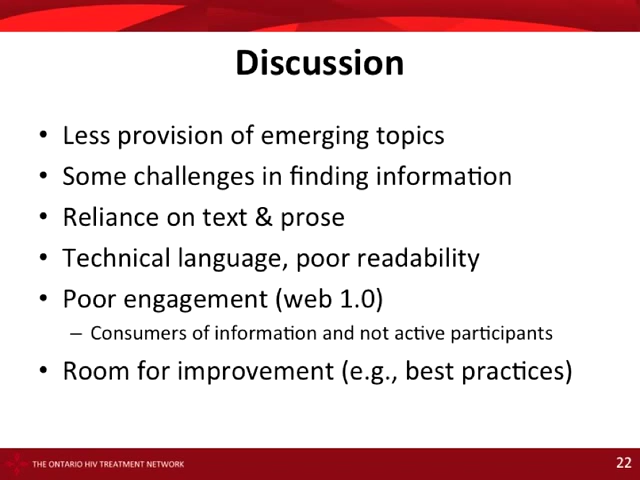 Discussion
• Less provision of emerging topics
• Some challenges in finding information
• Reliance on text & prose
• Technical language, poor readability
• Poor engagement (web 1.0)
– Consumers of information and not active participants
• Room for improvement (e.g., best practices)
THE ONTARIO HIV TREATMENT NETWORK
22